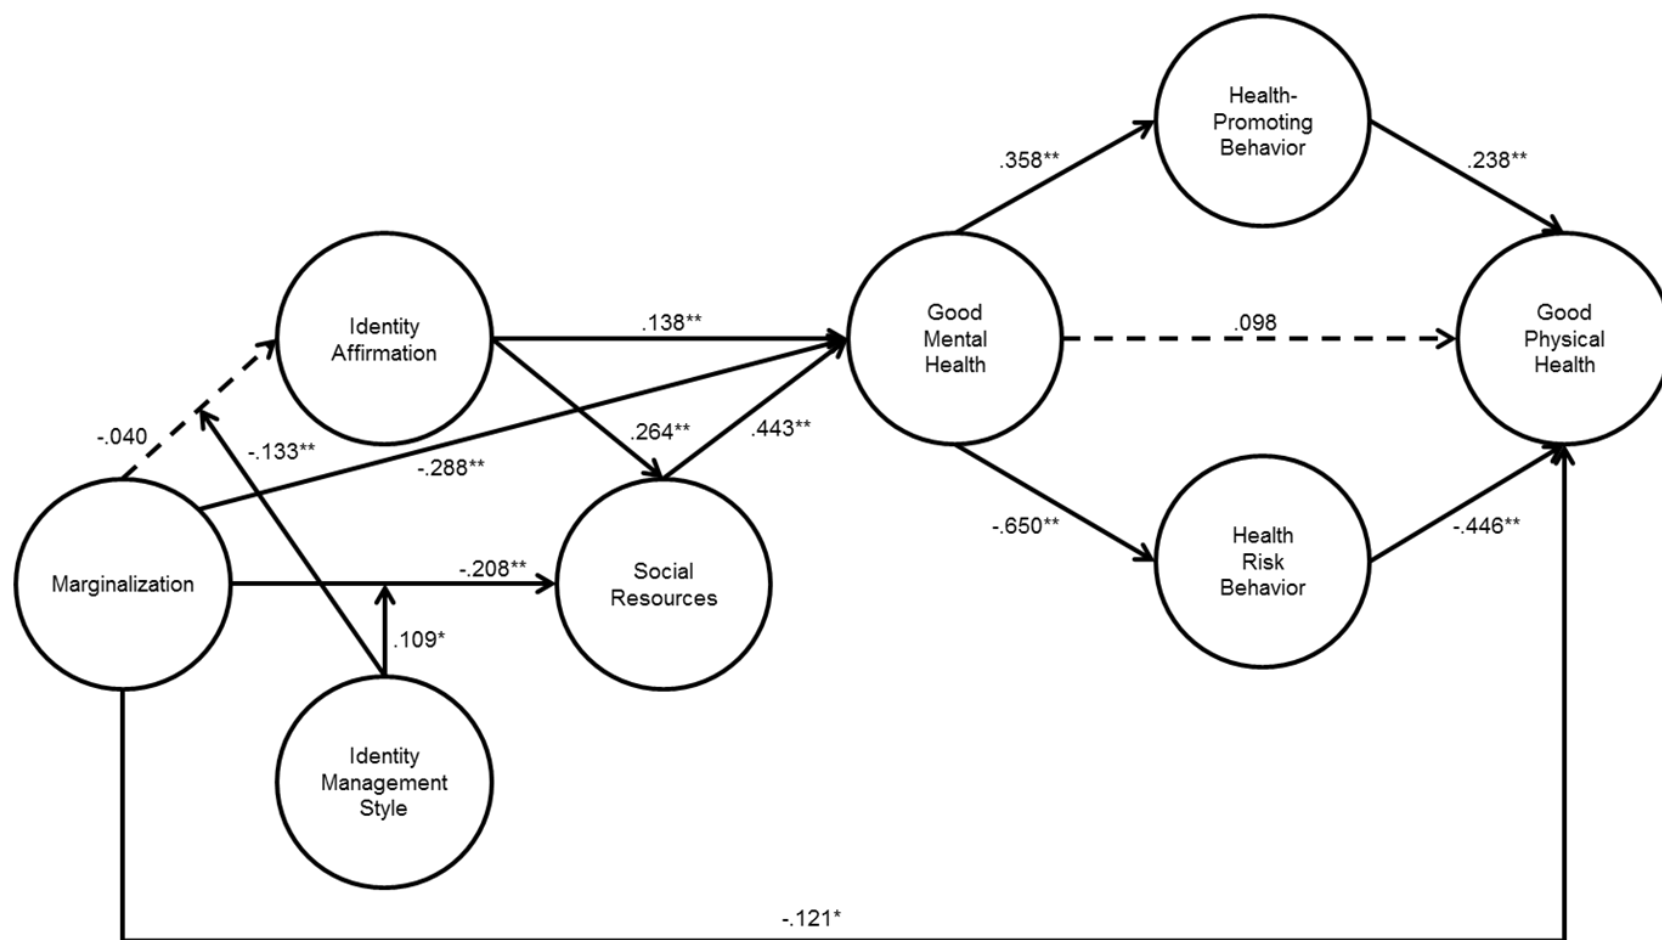 Health-
Promoting
Behavior
.358**
.238**
Identity
Affirmation
.138**
Good
Mental
Health
.098
Good
Physical
Health
-.040
-.133**
-.288**
.264**
.443**
-.650**
Health
Risk
Behavior
-.446**
Marginalization
-.208**
Social
Resources
.109*
Identity
Management
Style
-.121*